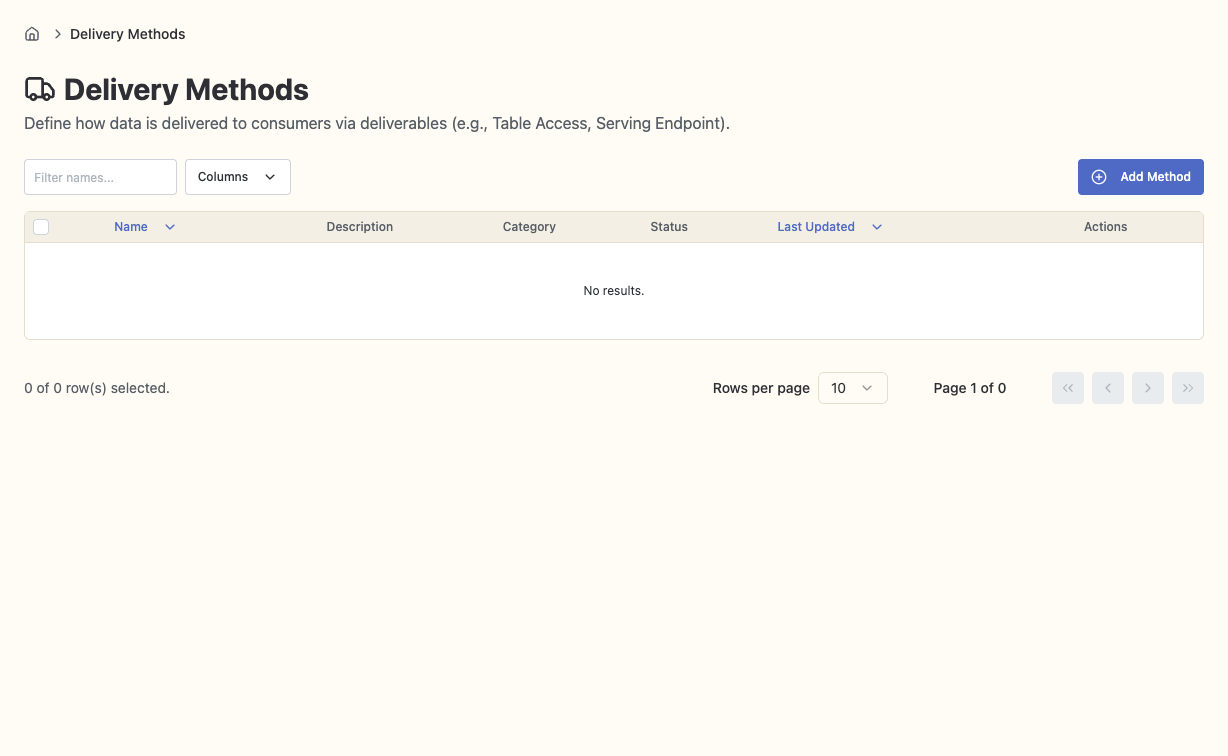 Delivery Methods
Delivery Methods
Define how data is delivered to consumers via deliverables (e.g., Table Access, Serving Endpoint).
Filter names...
Columns
Add Method
Name Description Category Status Last Updated Actions
No results.
0 of 0 row(s) selected.
Rows per page 10 Page 1 of 0